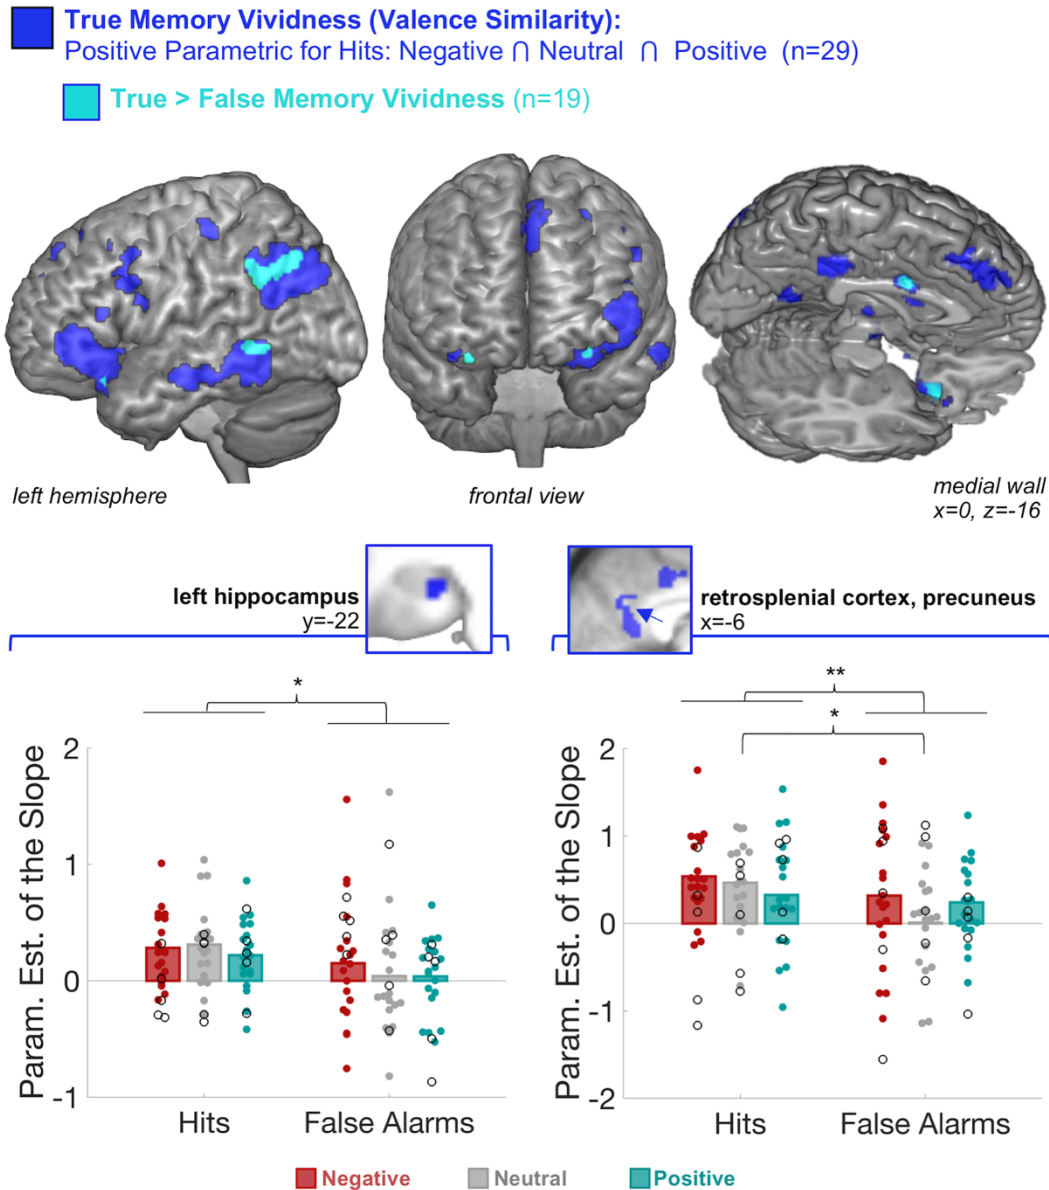 True Memory Vividness (Valence Similarity):
Positive Parametric for Hits: Negative ∩ Neutral ∩ Positive (n=29)
True > False Memory Vividness (n=19)
left hemisphere
frontal view
medial wall
x=0, z=-16
left hippocampus
y=-22
retrosplenial cortex, precuneus
x=-6
*
**
*
Param. Est. of the Slope
2
1
0
-1
Hits
False Alarms
Param. Est. of the Slope
2
1
0
-1
-2
Hits
False Alarms
Negative
Neutral
Positive